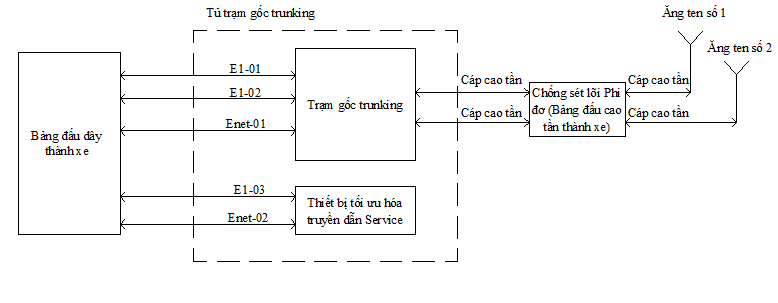 Tủ trạm gốc trunking
Ăng ten số 1
Ăng ten số 2
E1-01
E1-02
Enet-01
E1-03
Enet-02
Bảng đấu dây
thành xe
Trạm gốc trunking
Thiết bị tối ưu hóa
truyền dẫn Service
Cáp cao tần
Cáp cao tần
Chống sét lõi Phi
đơ (Bảng đấu cao
tần thành xe)
Cáp cao tần
Cáp cao tần